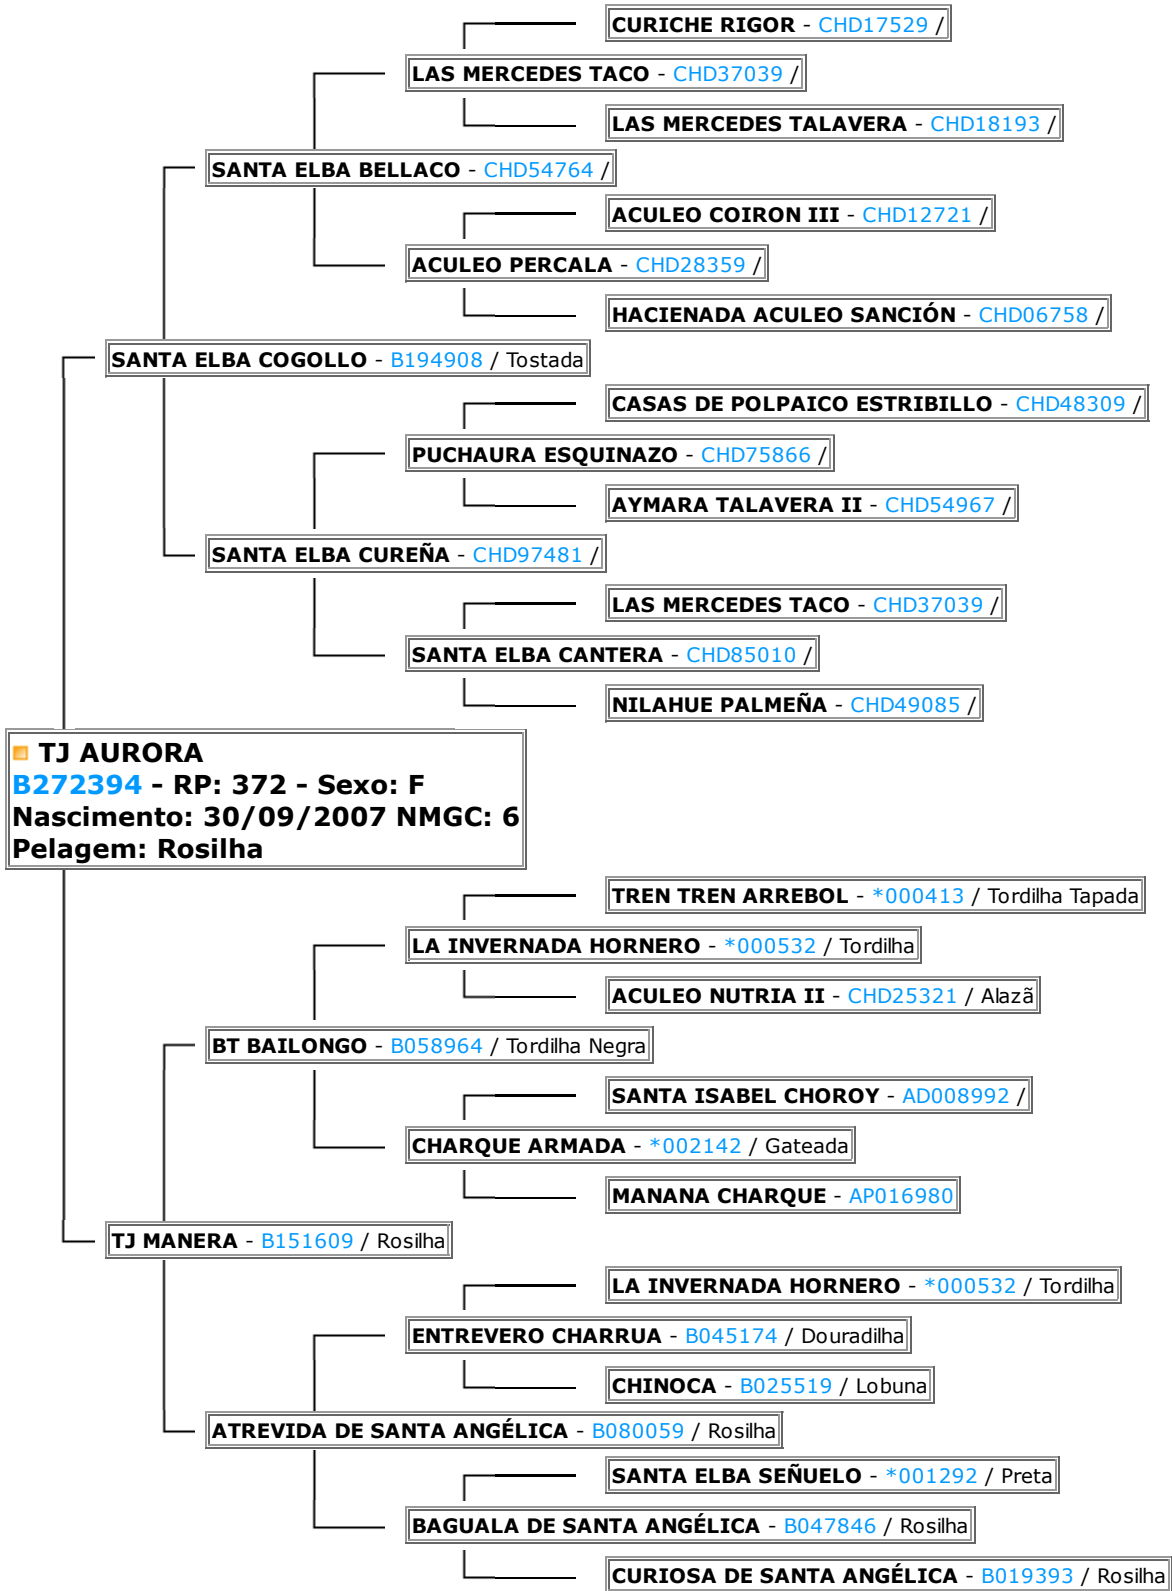 CURICHE RIGOR - CHD17529 /
LAS MERCEDES TACO - CHD37039 /
LAS MERCEDES TALAVERA - CHD18193 /
SANTA ELBA BELLACO - CHD54764 /
ACULEO COIRON III - CHD12721 /
ACULEO PERCALA - CHD28359 /
HACIENADA ACULEO SANCIÓN - CHD06758 /
SANTA ELBA COGOLLO - B194908 / Tostada
CASAS DE POLPAICO ESTRIBILLO - CHD48309 /
PUCHAURA ESQUINAZO - CHD75866 /
AYMARA TALAVERA II - CHD54967 /
SANTA ELBA CUREÑA - CHD97481 /
LAS MERCEDES TACO - CHD37039 /
SANTA ELBA CANTERA - CHD85010 /
NILAHUE PALMEÑA - CHD49085 /
TJ AURORA
B272394 - RP: 372 - Sexo: F
Nascimento: 30/09/2007 NMGC: 6
Pelagem: Rosilha
TREN TREN ARREBOL - *000413 / Tordilha Tapada
LA INVERNADA HORNERO - *000532 / Tordilha
ACULEO NUTRIA II - CHD25321 / Alazã
BT BAILONGO - B058964 / Tordilha Negra
SANTA ISABEL CHOROY - AD008992 /
CHARQUE ARMADA - *002142 / Gateada
MANANA CHARQUE - AP016980
TJ MANERA - B151609 / Rosilha
LA INVERNADA HORNERO - *000532 / Tordilha
ENTREVERO CHARRUA - B045174 / Douradilha
CHINOCA - B025519 / Lobuna
ATREVIDA DE SANTA ANGÉLICA - B080059 / Rosilha
SANTA ELBA SEÑUELO - *001292 / Preta
BAGUALA DE SANTA ANGÉLICA - B047846 / Rosilha
CURIOSA DE SANTA ANGÉLICA - B019393 / Rosilha